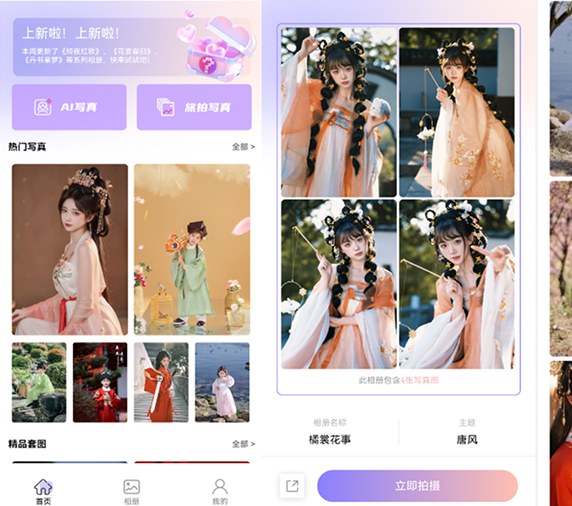 上新啦！上新啦！
本周更新了《倾夜红歌》、《花赏春归》、
《丹书童梦》等系列相册，快来试试吧！
AI写真
旅拍写真
热门写真
全部 >
精品套图
全部 >
首页
相册
我的
此相册包含4张写真图
相册名称
主题
橘裳花事
唐风
立即拍摄